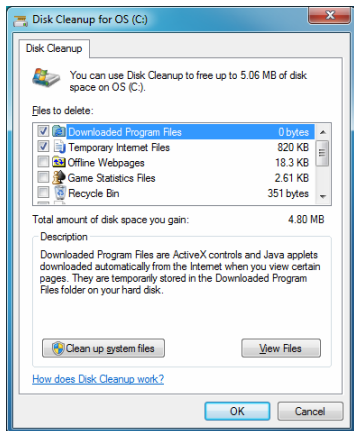 Disk Cleanup for OS (C:)
Disk Cleanup
You can use Disk Cleanup to free up to 5.06 MB of disk
space on OS (C:).
Files to delete:
Downloaded Program Files 0 bytes
Temporary Internet Files 820 KB
Offline Webpages 18.3 KB
Game Statistics Files 2.61 KB
Recycle Bin 351 bytes
Total amount of disk space you gain: 4.80 MB
Description
Downloaded Program Files are ActiveX controls and Java applets
downloaded automatically from the Internet when you view certain
pages. They are temporarily stored in the Downloaded Program
Files folder on your hard disk.
Clean up system files View Files
How does Disk Cleanup work?
OK Cancel